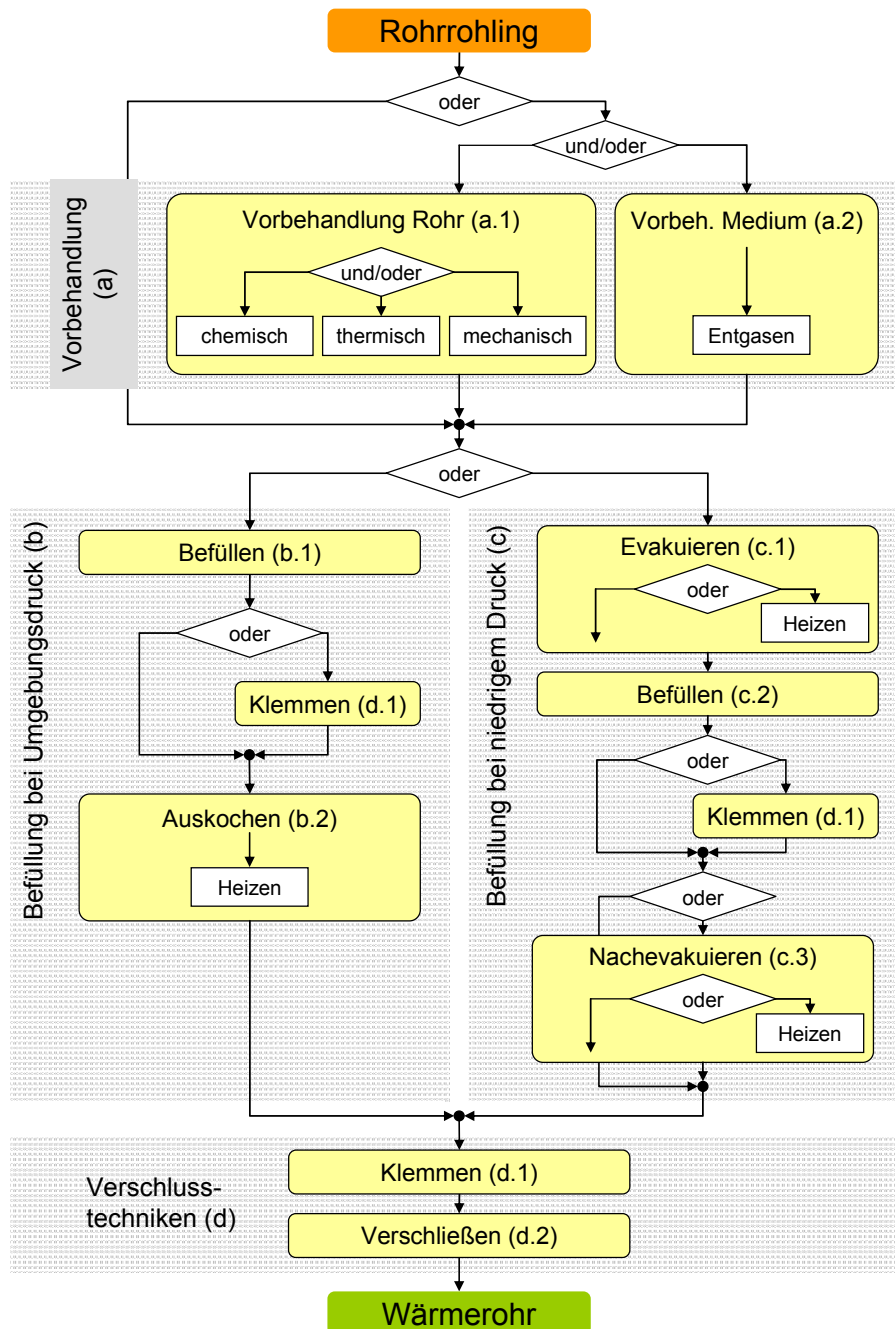 Rohrrohling
oder
und/oder
Vorbehandlung
(a)
Vorbehandlung Rohr (a.1)
und/oder
chemisch
thermisch
mechanisch
Vorbeh. Medium (a.2)
Entgasen
oder
Befüllung bei Umgebungsdruck (b)
Befüllen (b.1)
oder
Klemmen (d.1)
Auskochen (b.2)
Heizen
Befüllung bei niedrigem Druck (c)
Evakuieren (c.1)
oder
Heizen
Befüllen (c.2)
oder
Klemmen (d.1)
oder
Nachevakuieren (c.3)
oder
Heizen
Verschluss-
techniken (d)
Klemmen (d.1)
Verschließen (d.2)
Wärmerohr